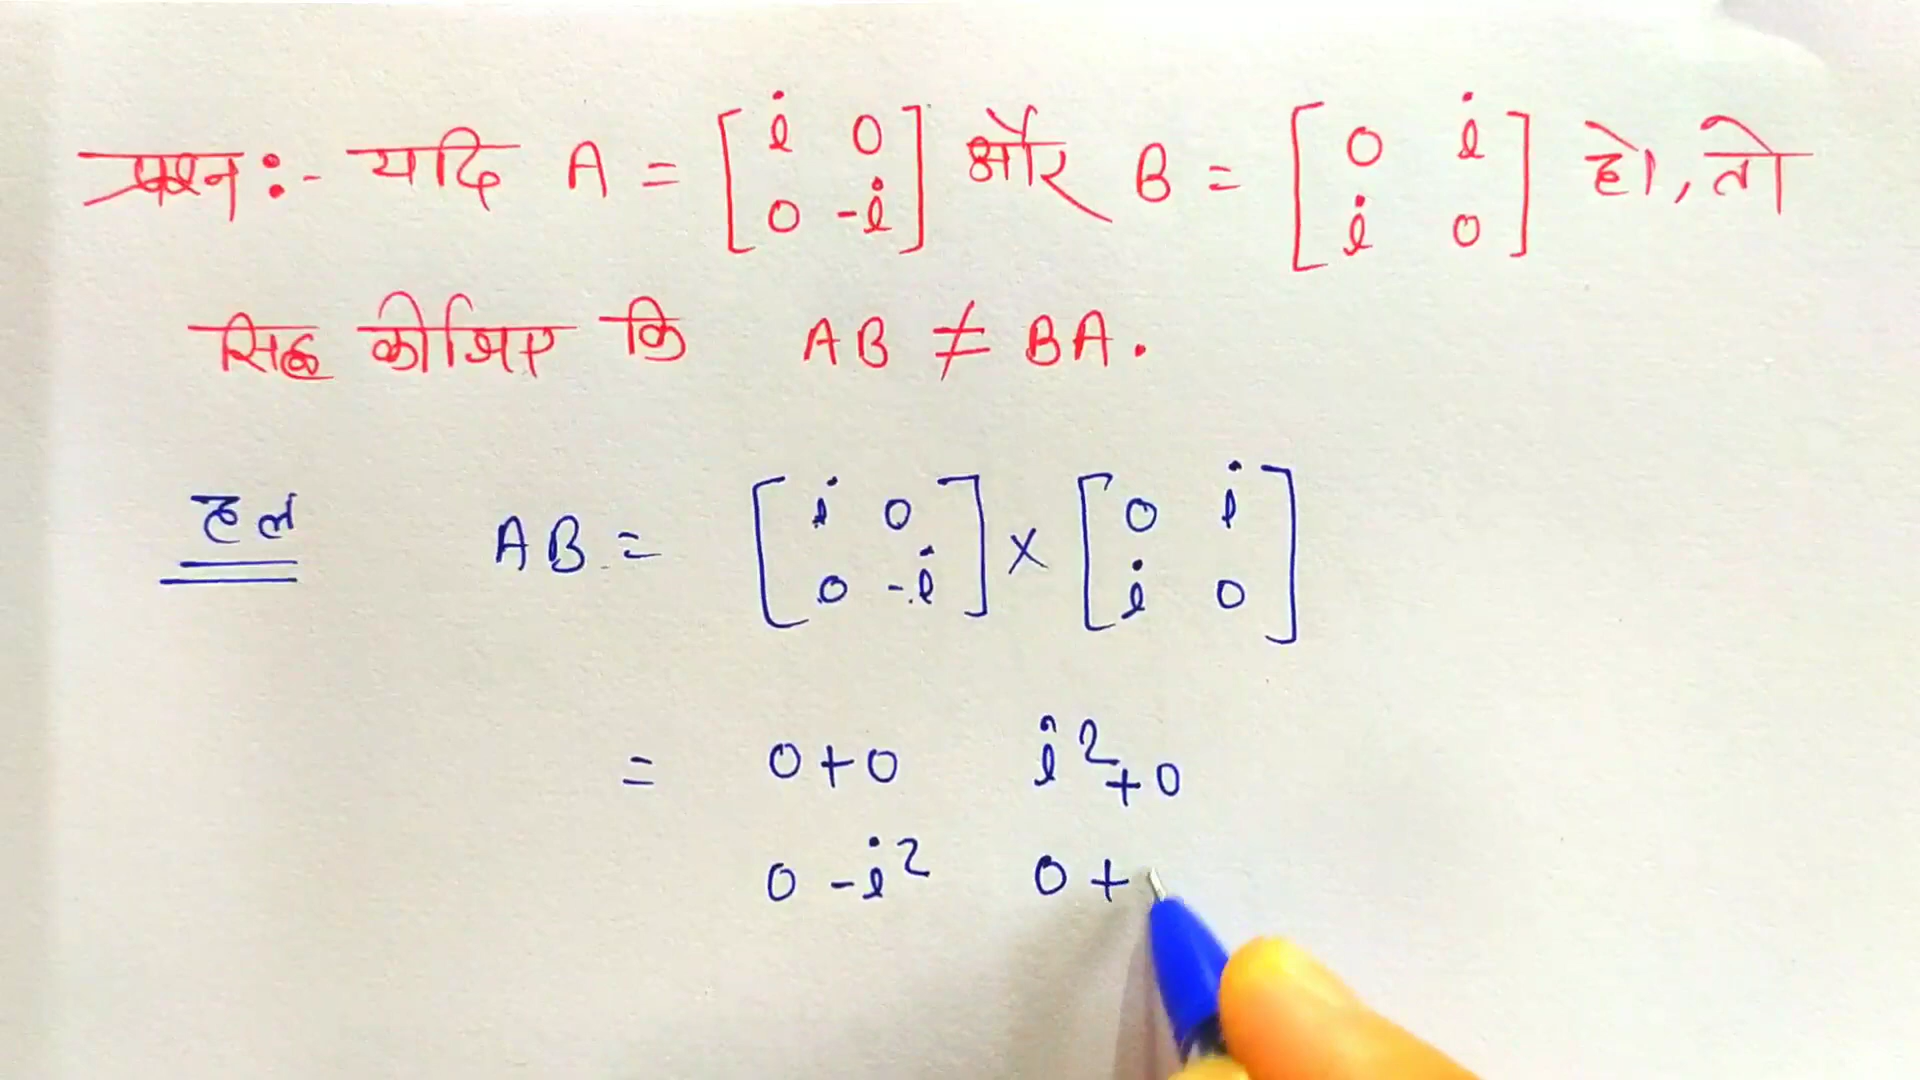 प्रश्न :- यदि A = [i 0 0 -i] और B = [0 i i 0] हो, तो
सिद्ध कीजिए कि AB ≠ BA.
हल AB = [i 0 0 -i] × [0 i i 0]
= 0+0 i²+0
0-i² 0+